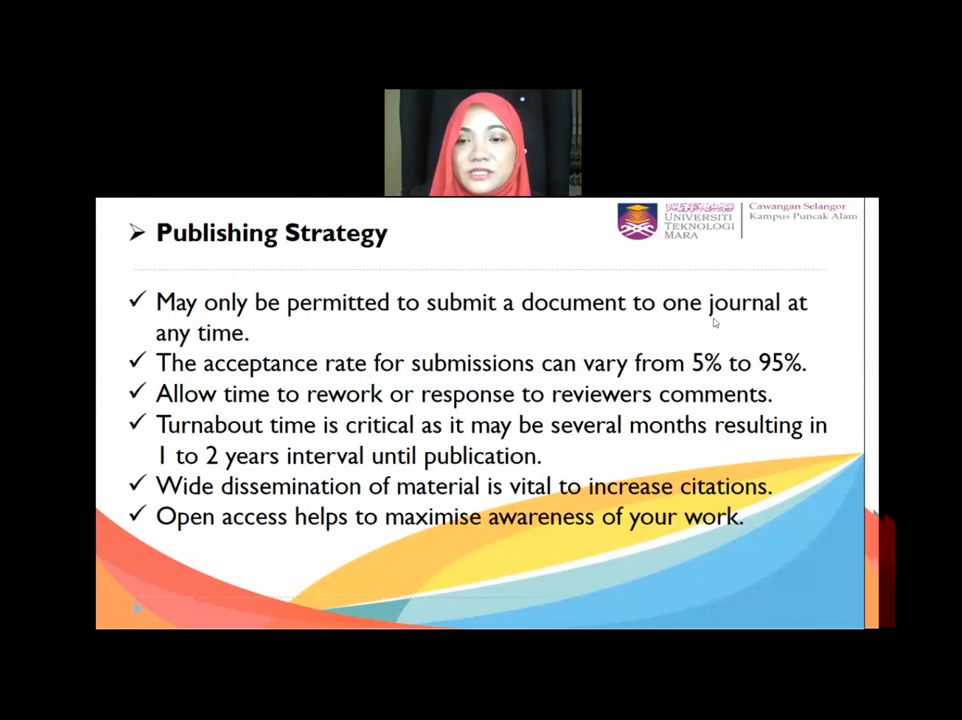 Publishing Strategy
UNIVERSITI
TEKNOLOGI
MARA
Cawangan Selangor
Kampus Puncak Alam
May only be permitted to submit a document to one journal at
any time.
The acceptance rate for submissions can vary from 5% to 95%.
Allow time to rework or response to reviewers comments.
Turnabout time is critical as it may be several months resulting in
1 to 2 years interval until publication.
Wide dissemination of material is vital to increase citations.
Open access helps to maximise awareness of your work.